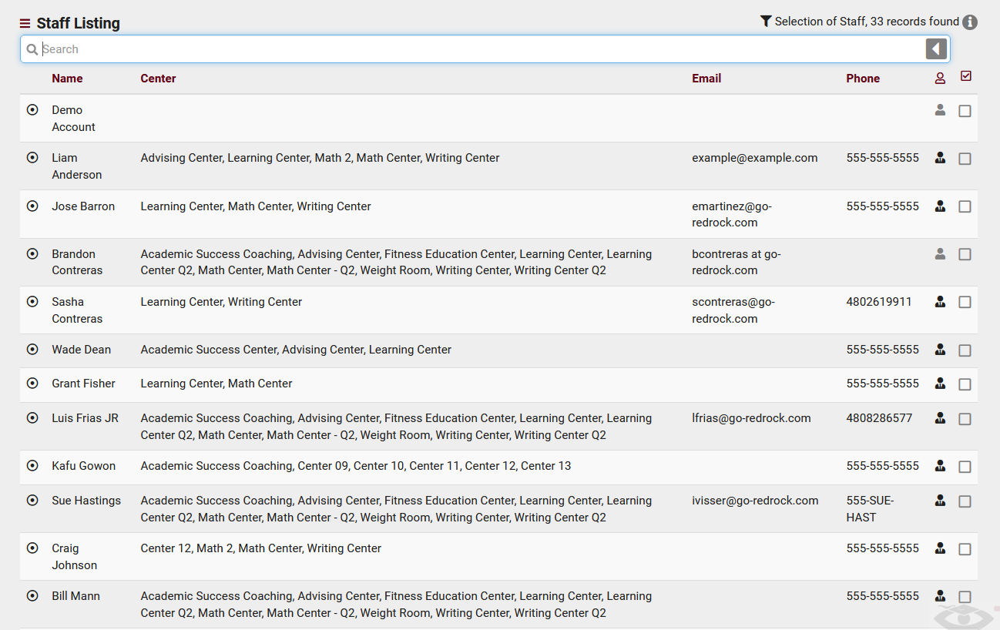 Staff Listing
Selection of Staff, 33 records found
Search
Name Center Email Phone
Demo
Account
Liam Advising Center, Learning Center, Math 2, Math Center, Writing Center example@example.com 555-555-5555
Anderson
Jose Barron Learning Center, Math Center, Writing Center emartinez@go- 555-555-5555
redrock.com
Brandon Academic Success Coaching, Advising Center, Fitness Education Center, Learning Center, Learning bcontreras at go-
Contreras Center Q2, Math Center, Math Center - Q2, Weight Room, Writing Center, Writing Center Q2 redrock.com
Sasha Learning Center, Writing Center scontreras@go- 4802619911
Contreras redrock.com
Wade Dean Academic Success Center, Advising Center, Learning Center 555-555-5555
Grant Fisher Learning Center, Math Center 555-555-5555
Luis Frias JR Academic Success Coaching, Advising Center, Fitness Education Center, Learning Center, Learning lfrias@go-redrock.com 4808286577
Center Q2, Math Center, Math Center - Q2, Weight Room, Writing Center, Writing Center Q2
Kafu Gowon Academic Success Coaching, Center 09, Center 10, Center 11, Center 12, Center 13 555-555-5555
Sue Hastings Academic Success Coaching, Advising Center, Fitness Education Center, Learning Center, Learning ivisser@go-redrock.com 555-SUE-
Center Q2, Math Center, Math Center - Q2, Weight Room, Writing Center, Writing Center Q2 HAST
Craig Center 12, Math 2, Math Center, Writing Center 555-555-5555
Johnson
Bill Mann Academic Success Coaching, Advising Center, Fitness Education Center, Learning Center, Learning 555-555-5555
Center Q2, Math Center, Math Center - Q2, Weight Room, Writing Center, Writing Center Q2